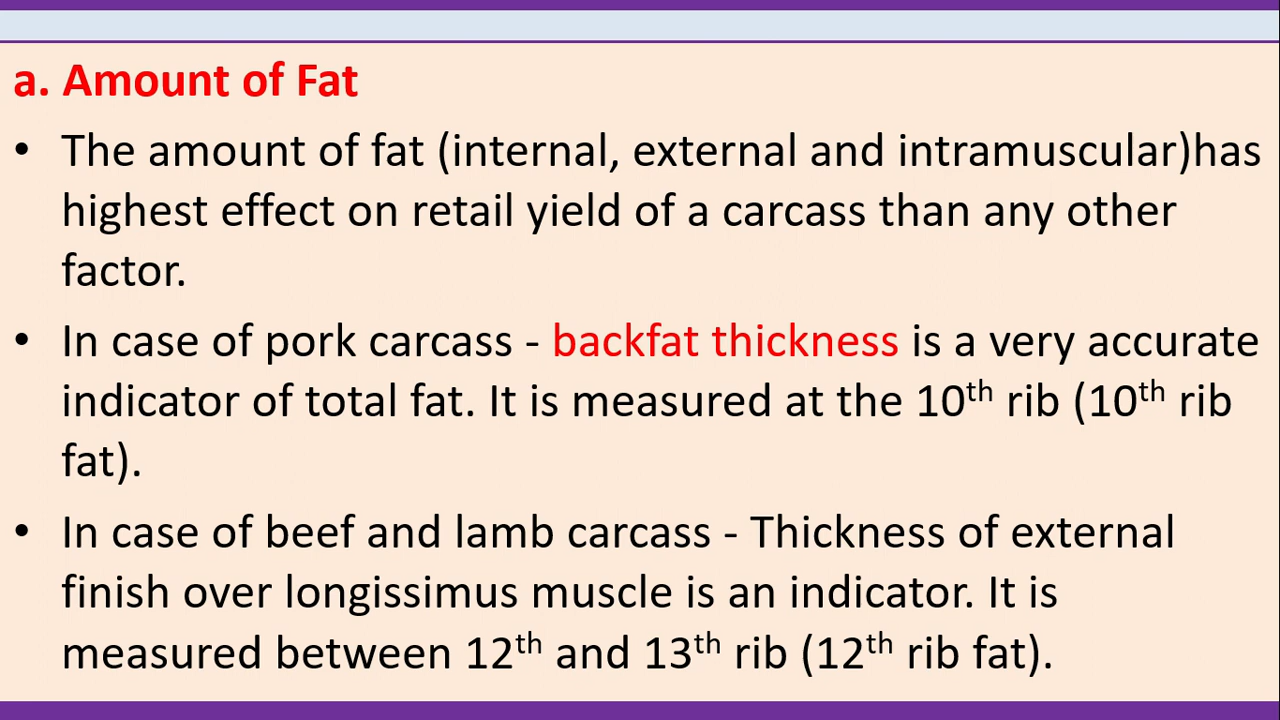 a. Amount of Fat
• The amount of fat (internal, external and intramuscular)has
highest effect on retail yield of a carcass than any other
factor.
• In case of pork carcass - backfat thickness is a very accurate
indicator of total fat. It is measured at the 10th rib (10th rib
fat).
• In case of beef and lamb carcass - Thickness of external
finish over longissimus muscle is an indicator. It is
measured between 12th and 13th rib (12th rib fat).